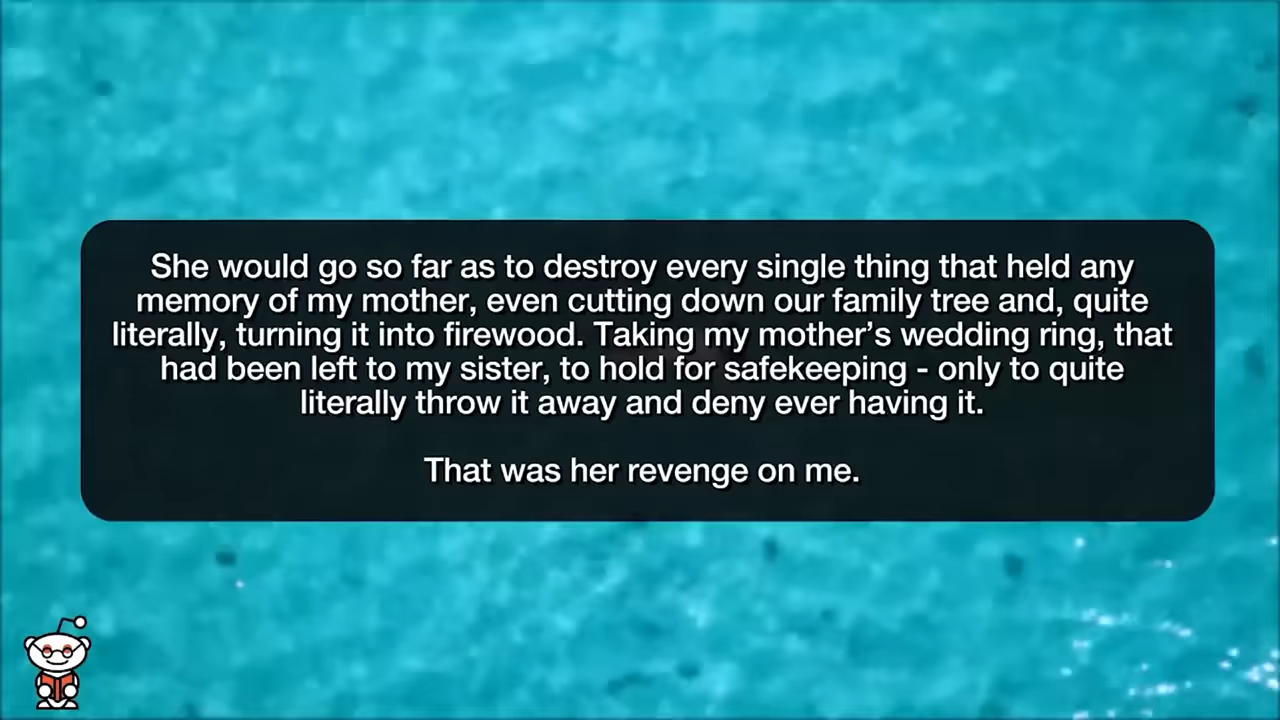 She would go so far as to destroy every single thing that held any
memory of my mother, even cutting down our family tree and, quite
literally, turning it into firewood. Taking my mother’s wedding ring, that
had been left to my sister, to hold for safekeeping - only to quite
literally throw it away and deny ever having it.
That was her revenge on me.